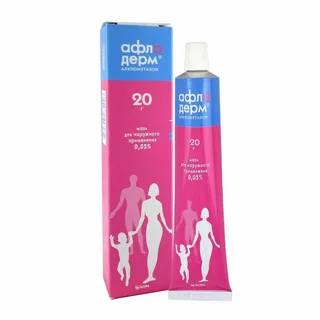 афло
дерм®
АЛКЛОМЕТАЗОН
20
г
мазь
для наружного
применения
0,05%
афло
дерм®
АЛКЛОМЕТАЗОН
20
г
мазь
для наружного
применения
0,05%